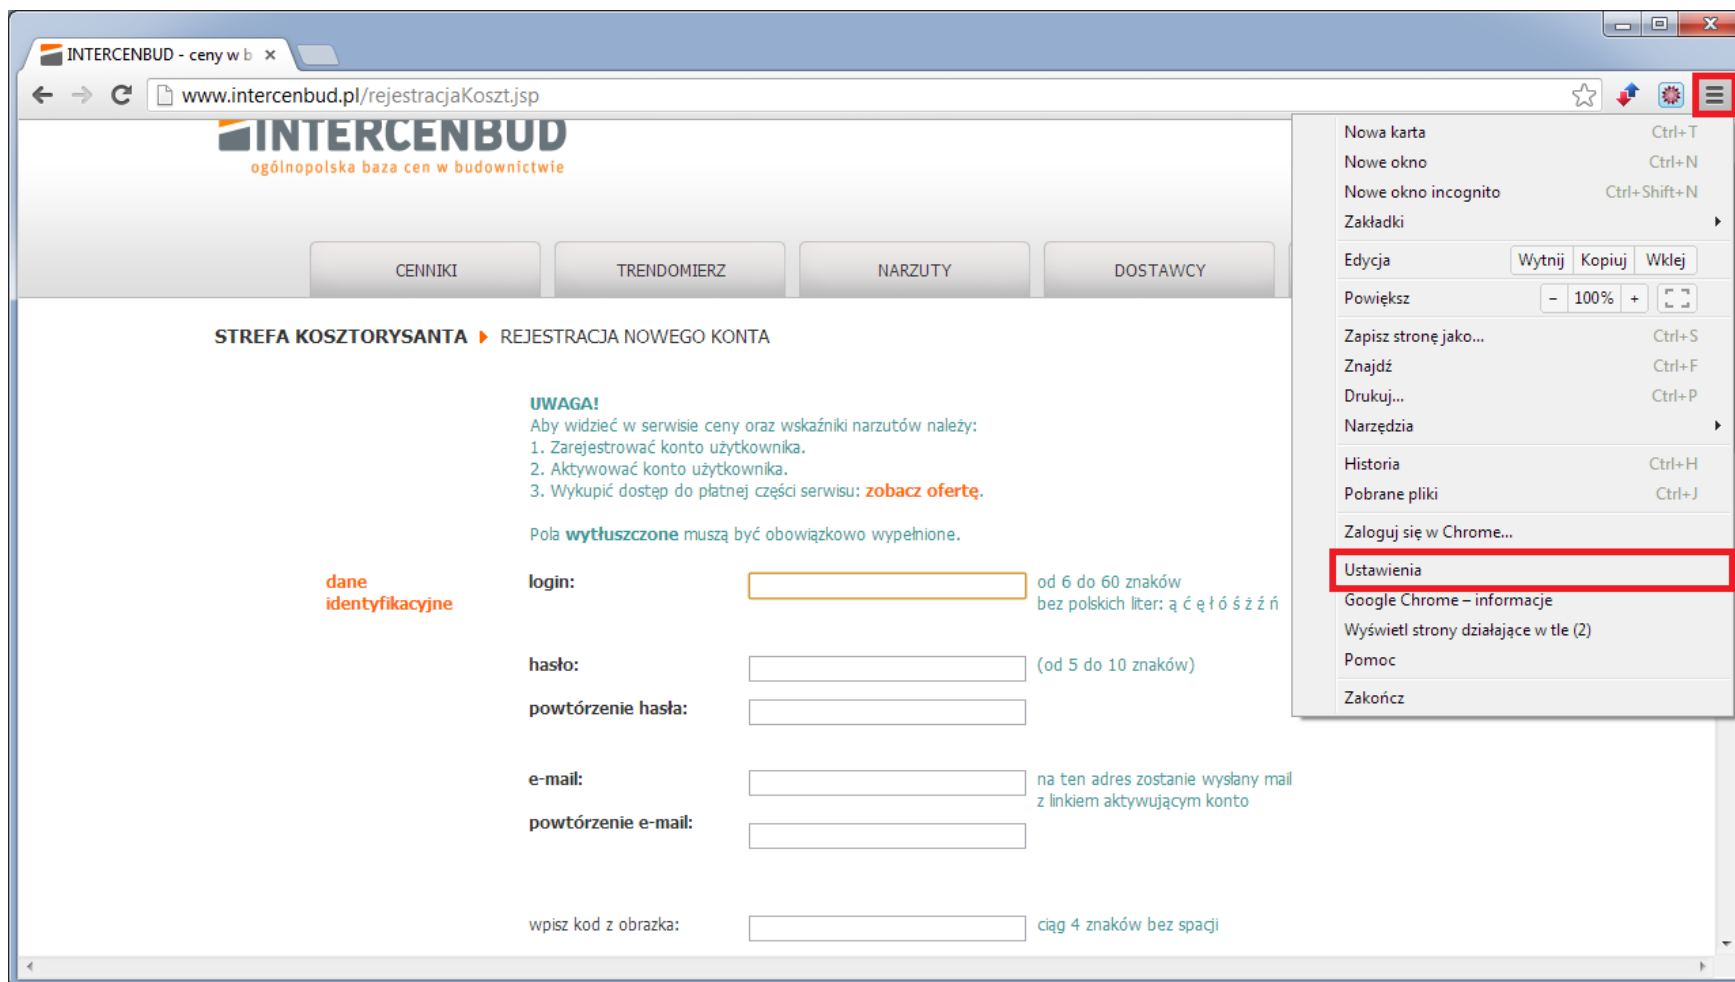 INTERCENBUD - ceny w b
www.intercenbud.pl/rejestracjaKoszt.jsp
INTERCENBUD
ogólnopolska baza cen w budownictwie
CENNIKI
TRENDOMIERZ
NARZUTY
DOSTAWCY
STREFA KOSZTORYSANTA REJESTRACJA NOWEGO KONTA
UWAGA!
Aby widzieć w serwisie ceny oraz wskaźniki narzutów należy:
1. Zarejestrować konto użytkownika.
2. Aktywować konto użytkownika.
3. Wykupić dostęp do płatnej części serwisu: zobacz ofertę.
Pola wytłuszczone muszą być obowiązkowo wypełnione.
dane
identyfikacyjne
login:
od 6 do 60 znaków
bez polskich liter: ą ć ę ł ó ś ż ź ń
hasło:
(od 5 do 10 znaków)
powtórzenie hasła:
e-mail:
na ten adres zostanie wysłany mail
z linkiem aktywującym konto
powtórzenie e-mail:
wpisz kod z obrazka:
ciąg 4 znaków bez spacji
Nowa karta Ctrl+T
Nowe okno Ctrl+N
Nowe okno incognito Ctrl+Shift+N
Zakładki
Edycja Wytnij Kopiuj Wklej
Powiększ - 100% +
Zapisz stronę jako... Ctrl+S
Znajdź Ctrl+F
Drukuj... Ctrl+P
Narzędzia
Historia Ctrl+H
Pobrane pliki Ctrl+J
Zaloguj się w Chrome...
Ustawienia
Google Chrome – informacje
Wyświetl strony działające w tle (2)
Pomoc
Zakończ